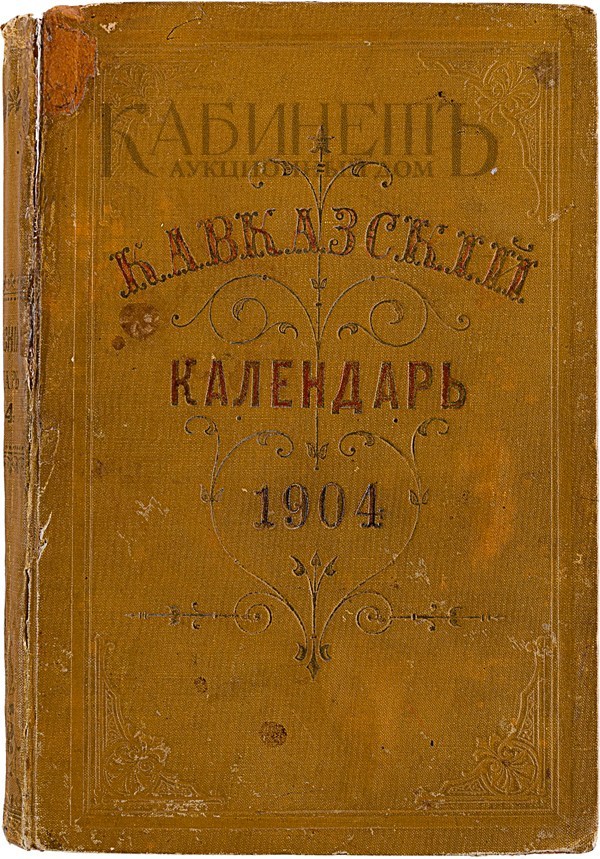 КАБИНЕТЪ
АУКЦИОННЫЙ ДОМ
КАВКАЗСКІЙ
КАЛЕНДАРЬ
1904